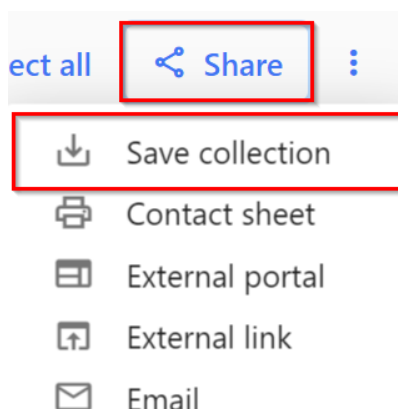 ect all Share
Save collection
Contact sheet
External portal
External link
Email